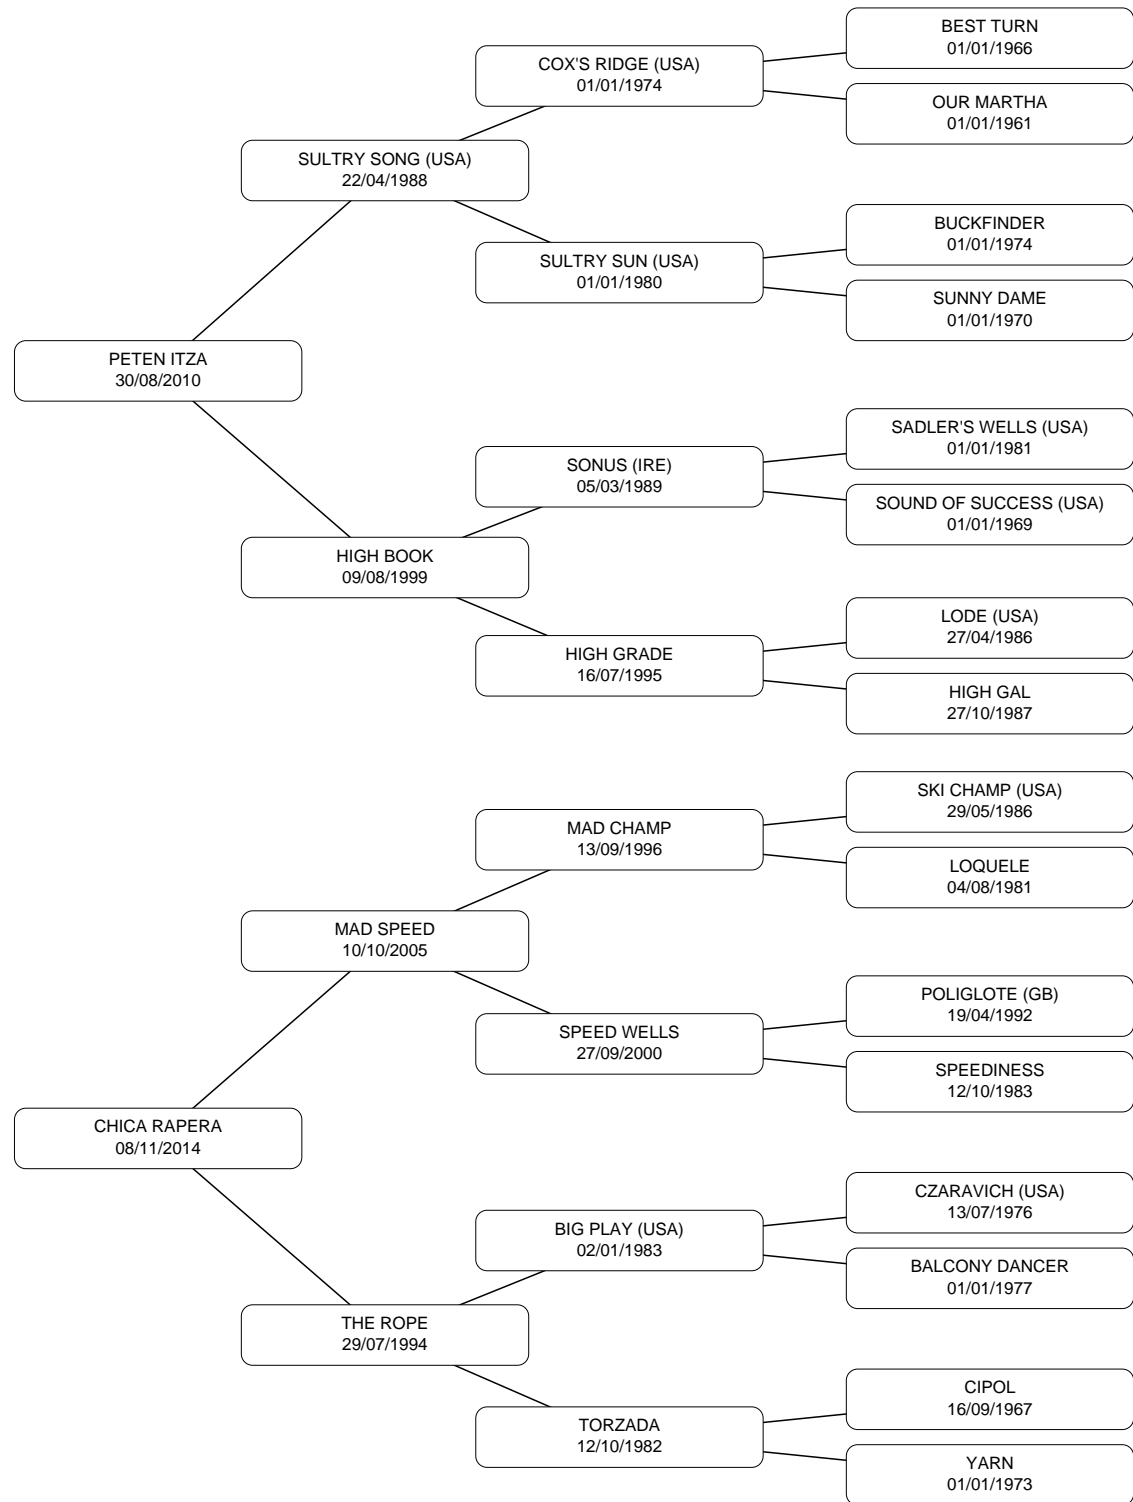 BEST TURN
01/01/1966
COX'S RIDGE (USA)
01/01/1974
OUR MARTHA
01/01/1961
SULTRY SONG (USA)
22/04/1988
BUCKFINDER
01/01/1974
SULTRY SUN (USA)
01/01/1980
SUNNY DAME
01/01/1970
PETEN ITZA
30/08/2010
SADLER'S WELLS (USA)
01/01/1981
SONUS (IRE)
05/03/1989
SOUND OF SUCCESS (USA)
01/01/1969
HIGH BOOK
09/08/1999
LODE (USA)
27/04/1986
HIGH GRADE
16/07/1995
HIGH GAL
27/10/1987
SKI CHAMP (USA)
29/05/1986
MAD CHAMP
13/09/1996
LOQUELE
04/08/1981
MAD SPEED
10/10/2005
POLIGLOTE (GB)
19/04/1992
SPEED WELLS
27/09/2000
SPEEDINESS
12/10/1983
CHICA RAPERA
08/11/2014
CZARAVICH (USA)
13/07/1976
BIG PLAY (USA)
02/01/1983
BALCONY DANCER
01/01/1977
THE ROPE
29/07/1994
CIPOL
16/09/1967
TORZADA
12/10/1982
YARN
01/01/1973